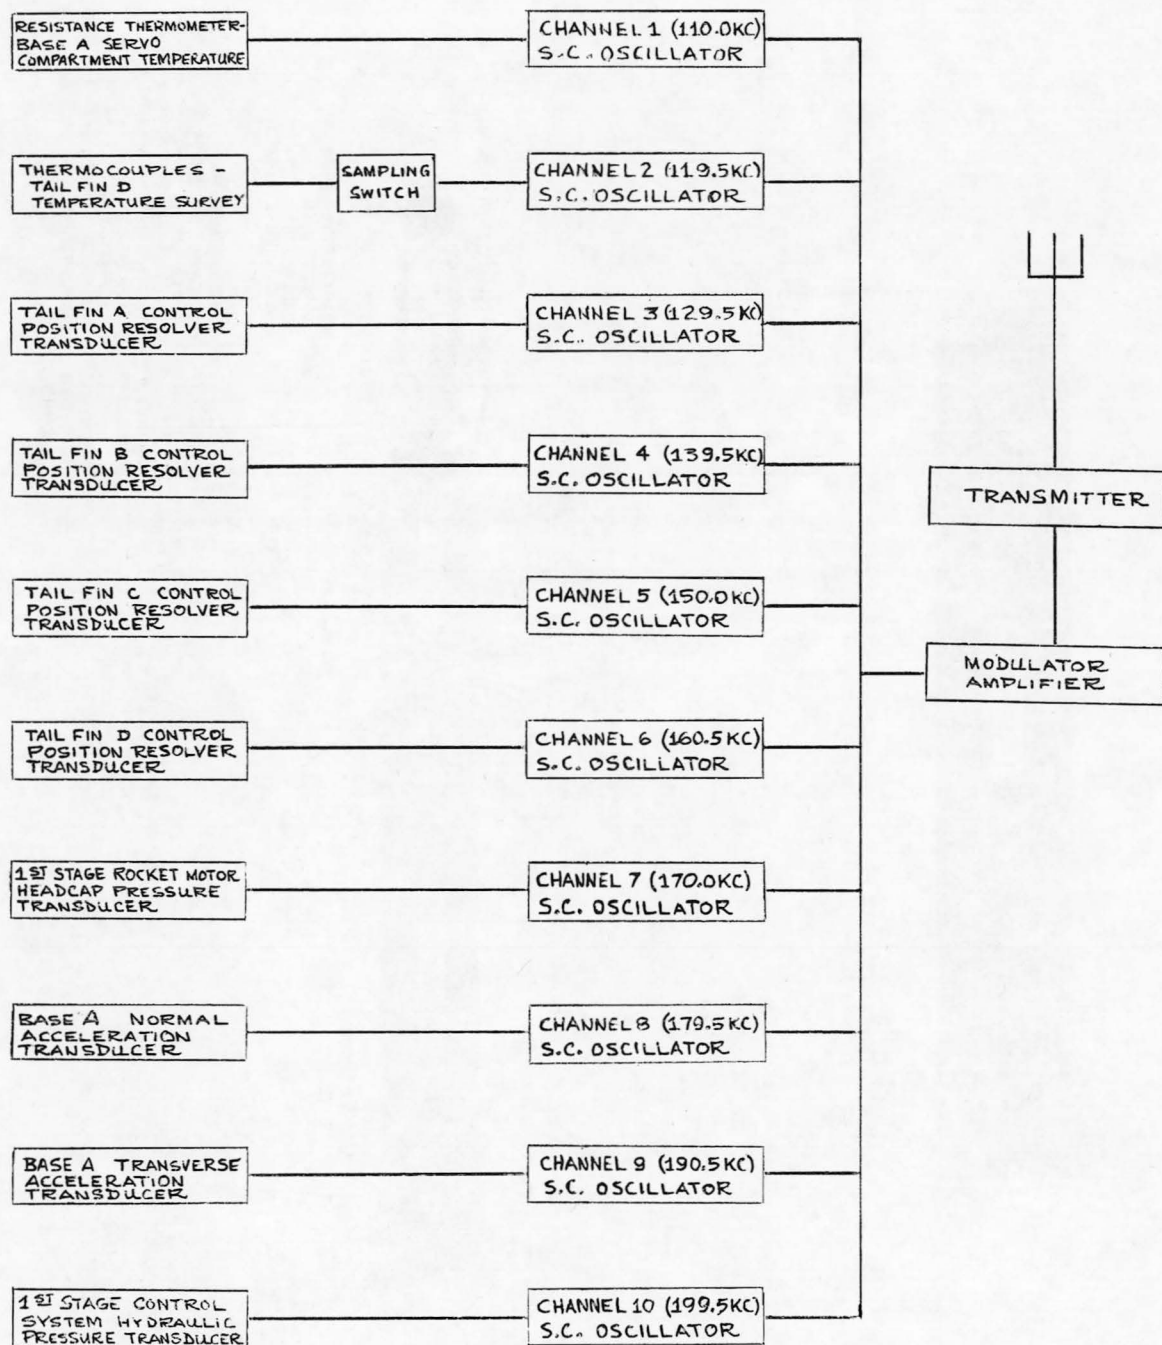 RESISTANCE THERMOMETER-
BASE A SERVO
COMPARTMENT TEMPERATURE
CHANNEL 1 (110.0KC)
S.C. OSCILLATOR
THERMOCOUPLES -
TAIL FIN D
TEMPERATURE SURVEY
SAMPLING
SWITCH
CHANNEL 2 (119.5KC)
S.C. OSCILLATOR
TAIL FIN A CONTROL
POSITION RESOLVER
TRANSDUCER
CHANNEL 3 (129.5KC)
S.C. OSCILLATOR
TAIL FIN B CONTROL
POSITION RESOLVER
TRANSDUCER
CHANNEL 4 (139.5KC)
S.C. OSCILLATOR
TRANSMITTER
TAIL FIN C CONTROL
POSITION RESOLVER
TRANSDUCER
CHANNEL 5 (150.0KC)
S.C. OSCILLATOR
MODULATOR
AMPLIFIER
TAIL FIN D CONTROL
POSITION RESOLVER
TRANSDUCER
CHANNEL 6 (160.5KC)
S.C. OSCILLATOR
1ST STAGE ROCKET MOTOR
HEADCAP PRESSURE
TRANSDUCER
CHANNEL 7 (170.0KC)
S.C. OSCILLATOR
BASE A NORMAL
ACCELERATION
TRANSDUCER
CHANNEL 8 (179.5KC)
S.C. OSCILLATOR
BASE A TRANSVERSE
ACCELERATION
TRANSDUCER
CHANNEL 9 (190.5KC)
S.C. OSCILLATOR
1ST STAGE CONTROL
SYSTEM HYDRAULIC
PRESSURE TRANSDUCER
CHANNEL 10 (199.5KC)
S.C. OSCILLATOR